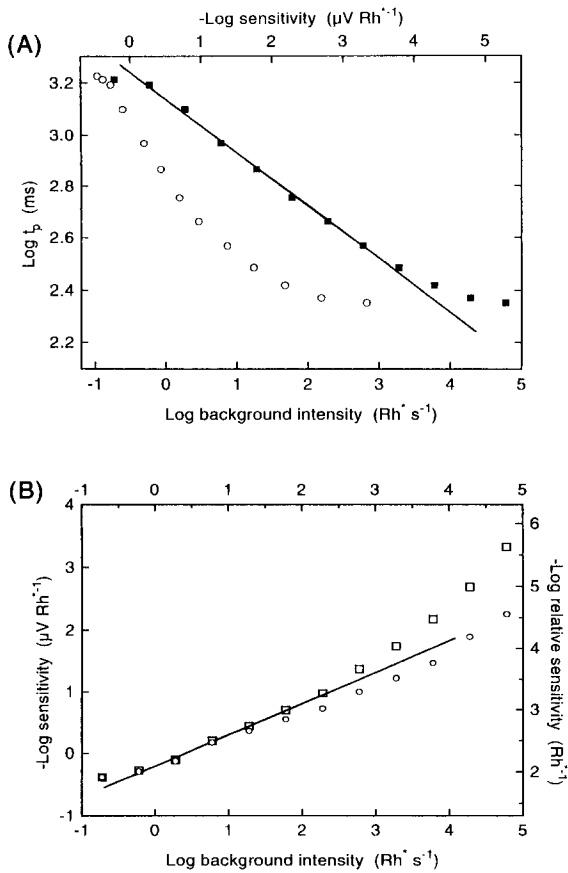 -Log sensitivity (µV Rh*-1)
(A)
0 1 2 3 4 5
3.2
3.0
2.8
2.6
2.4
2.2
Log tp (ms)
-1 0 1 2 3 4 5
Log background intensity (Rh* s-1)
(B)
-1 0 1 2 3 4 5
4
3
2
1
0
-1
-Log sensitivity (µV Rh*-1)
6
5
4
3
2
-Log relative sensitivity (Rh*-1)
-1 0 1 2 3 4 5
Log background intensity (Rh* s-1)